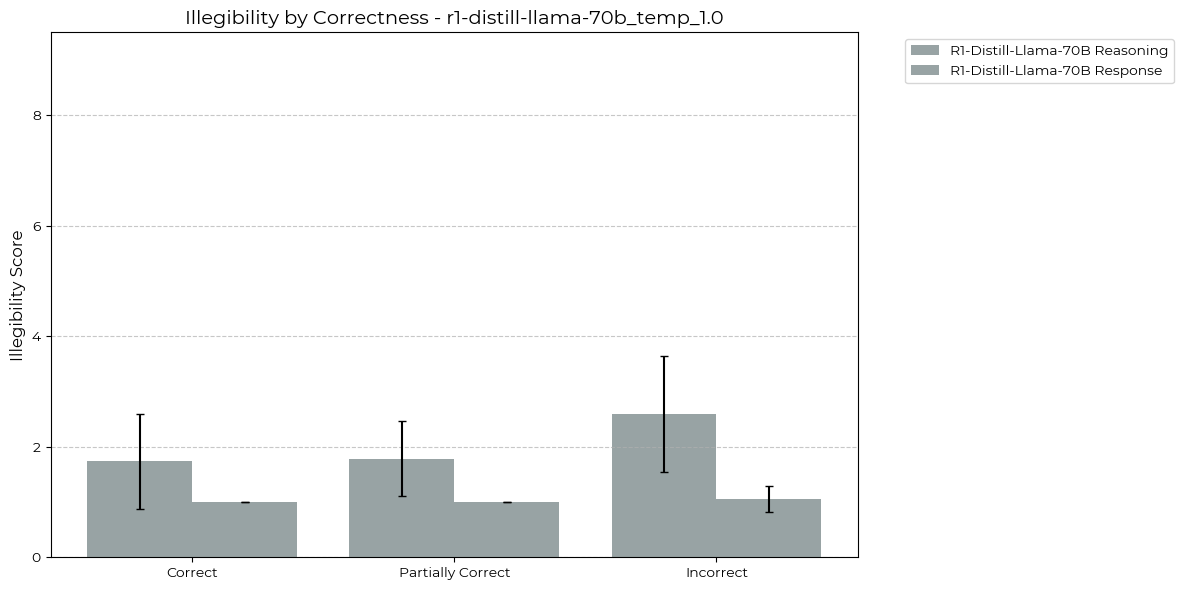 Illegibility by Correctness - r1-distill-llama-70b_temp_1.0
R1-Distill-Llama-70B Reasoning
R1-Distill-Llama-70B Response
Illegibility Score
8
6
4
2
0
Correct
Partially Correct
Incorrect